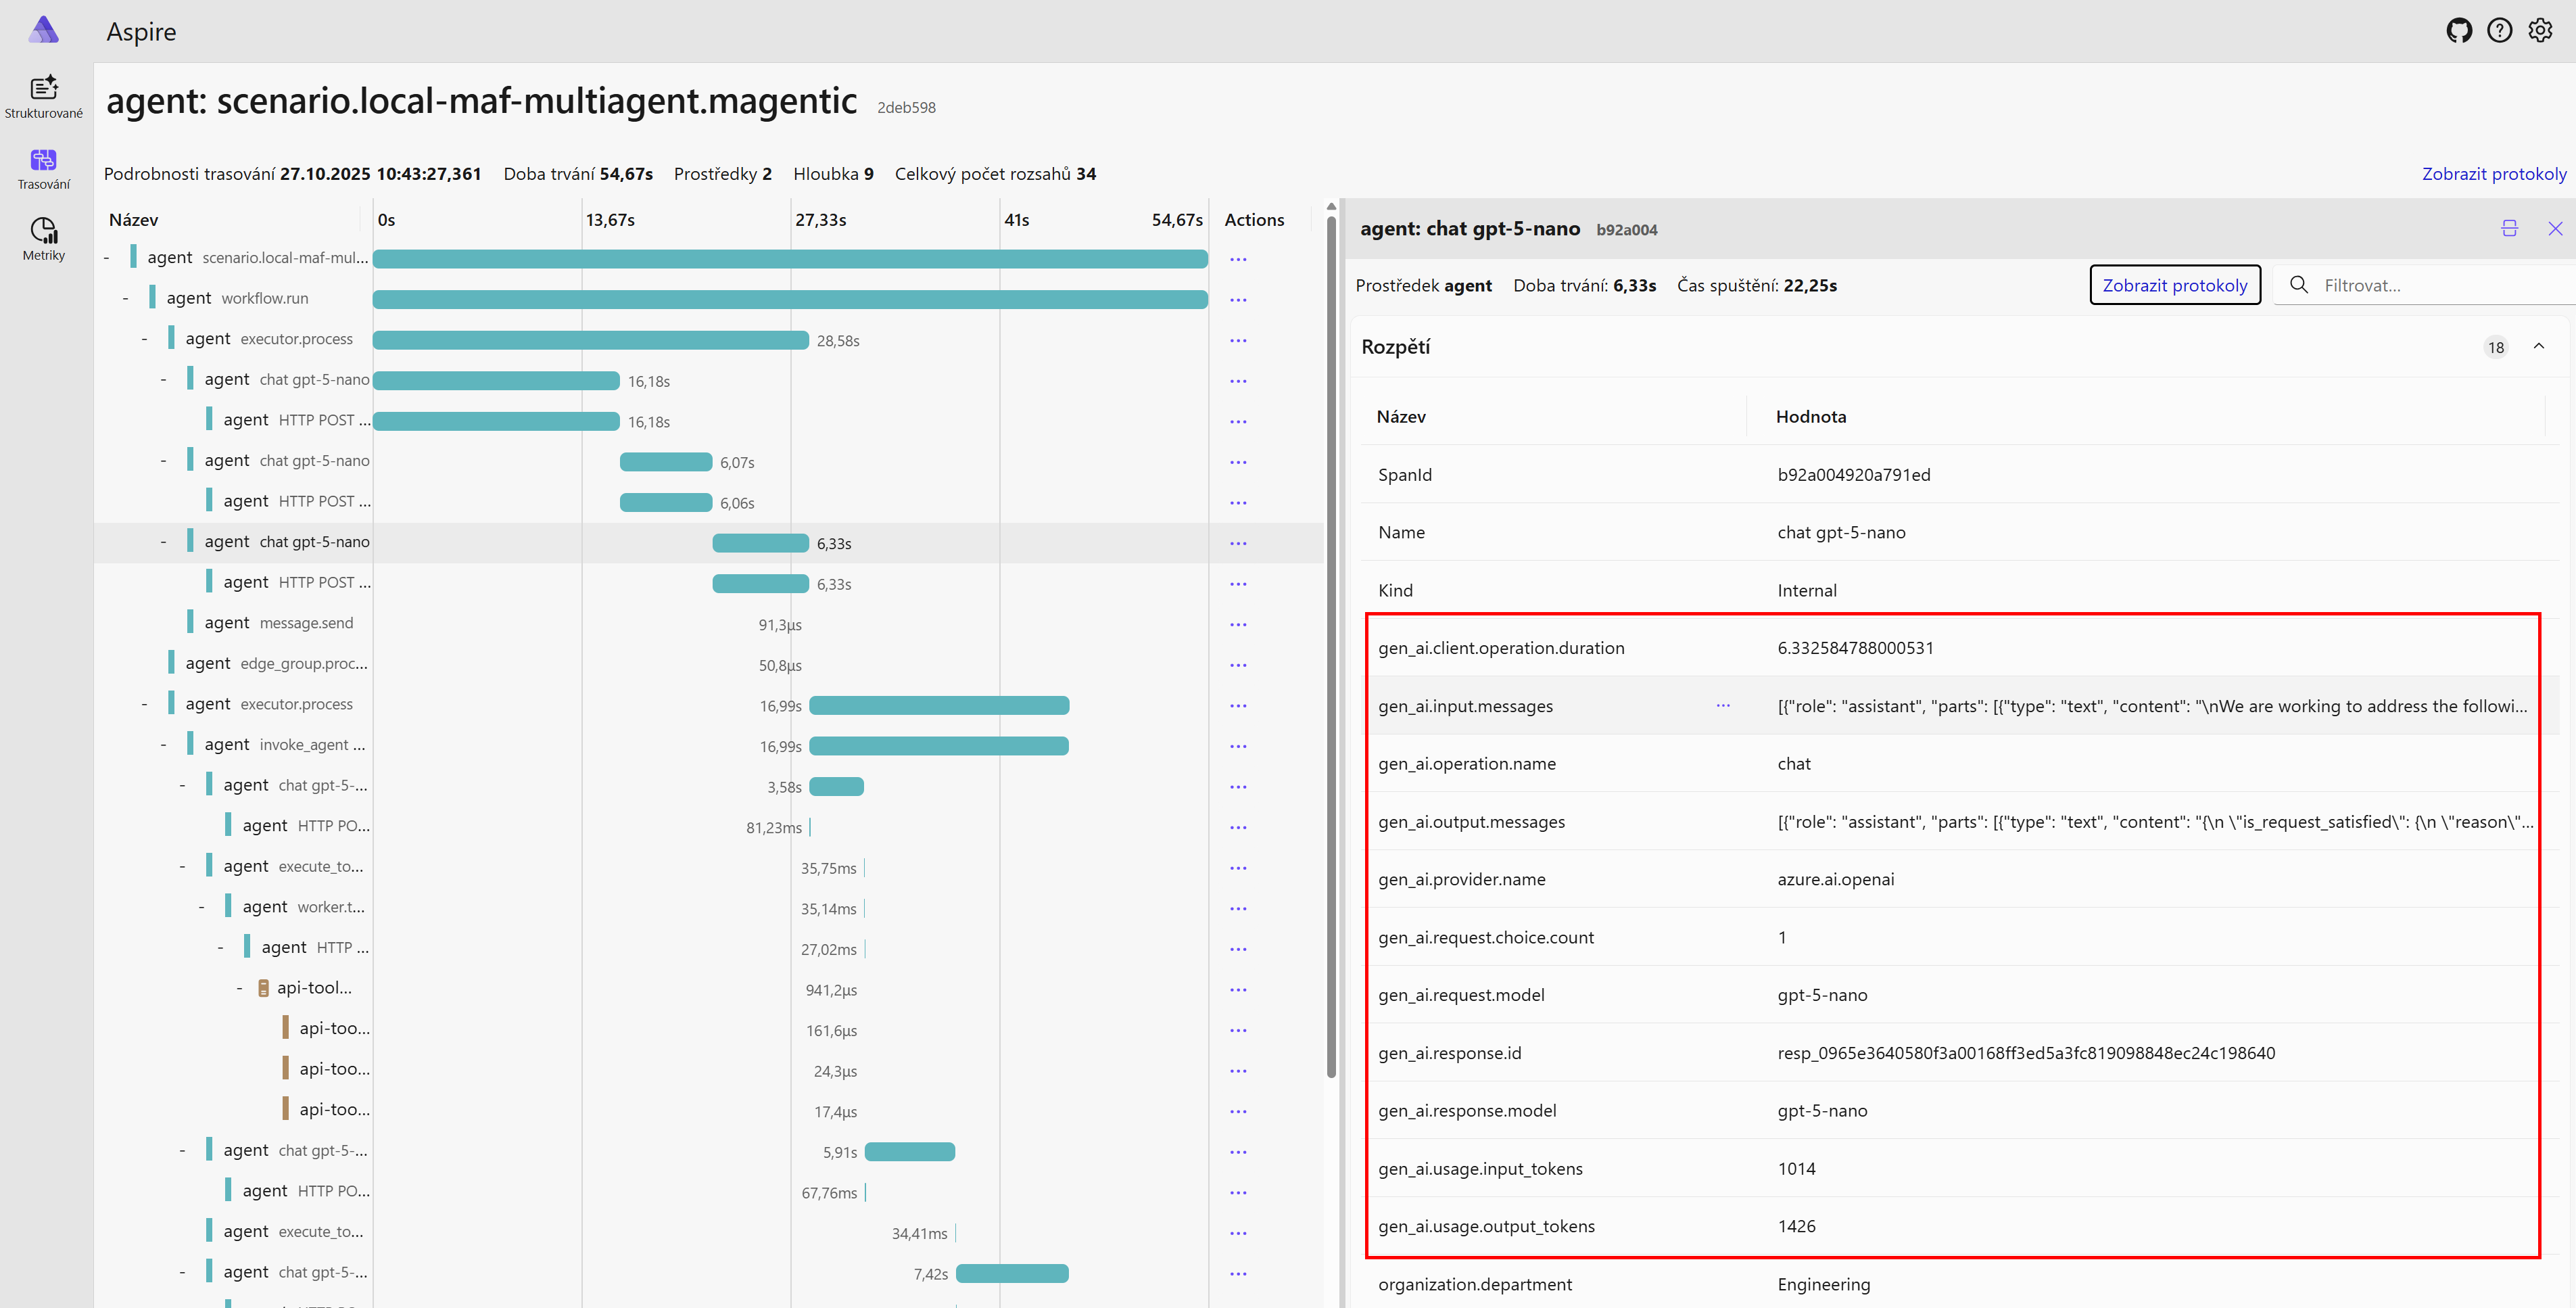 Aspire
Strukturované
Trasování
Metriky
agent: scenario.local-maf-multiagent.magentic 2deb598
Podrobnosti trasování 27.10.2025 10:43:27,361 Doba trvání 54,67s Prostředky 2 Hloubka 9 Celkový počet rozsahů 34 Zobrazit protokoly
Název 0s 13,67s 27,33s 41s 54,67s Actions
- agent scenario.local-maf-mul... ...
- agent workflow.run ...
- agent executor.process 28,58s ...
- agent chat gpt-5-nano 16,18s ...
agent HTTP POST ... 16,18s ...
- agent chat gpt-5-nano 6,07s ...
agent HTTP POST ... 6,06s ...
- agent chat gpt-5-nano 6,33s ...
agent HTTP POST ... 6,33s ...
agent message.send 91,3µs ...
agent edge_group.proc... 50,8µs ...
- agent executor.process 16,99s ...
- agent invoke_agent ... 16,99s ...
- agent chat gpt-5-... 3,58s ...
agent HTTP PO... 81,23ms ...
- agent execute_to... 35,75ms ...
- agent worker.t... 35,14ms ...
- agent HTTP ... 27,02ms ...
- api-tool... 941,2µs ...
api-too... 161,6µs ...
api-too... 24,3µs ...
api-too... 17,4µs ...
- agent chat gpt-5-... 5,91s ...
agent HTTP PO... 67,76ms ...
agent execute_to... 34,41ms ...
- agent chat gpt-5-... 7,42s ...
agent: chat gpt-5-nano b92a004
Prostředek agent Doba trvání: 6,33s Čas spuštění: 22,25s Zobrazit protokoly Filtrovat...
Rozpětí 18
Název Hodnota
SpanId b92a004920a791ed
Name chat gpt-5-nano
Kind Internal
gen_ai.client.operation.duration 6.332584788000531
gen_ai.input.messages ... [{"role": "assistant", "parts": [{"type": "text", "content": "\nWe are working to address the followi...
gen_ai.operation.name chat
gen_ai.output.messages [{"role": "assistant", "parts": [{"type": "text", "content": "{\n \"is_request_satisfied\": {\n \"reason\"...
gen_ai.provider.name azure.ai.openai
gen_ai.request.choice.count 1
gen_ai.request.model gpt-5-nano
gen_ai.response.id resp_0965e3640580f3a00168ff3ed5a3fc819098848ec24c198640
gen_ai.response.model gpt-5-nano
gen_ai.usage.input_tokens 1014
gen_ai.usage.output_tokens 1426
organization.department Engineering